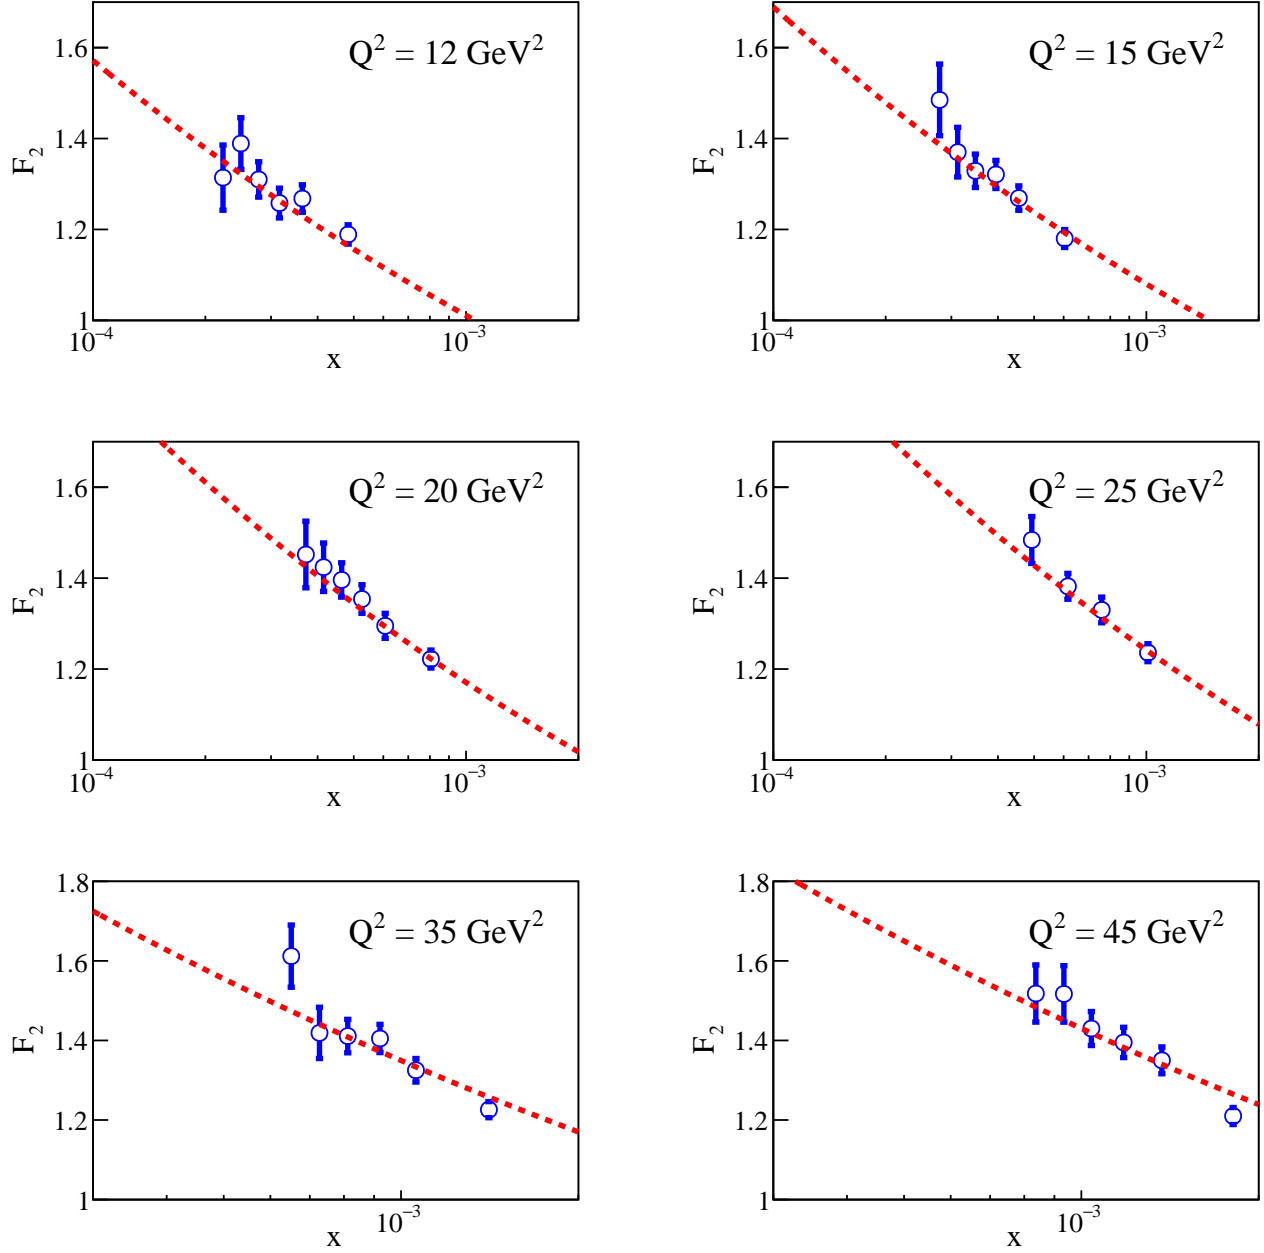 1.6
Q² = 12 GeV²
1.4
F₂
1.2
1
10⁻⁴
10⁻³
x
1.6
Q² = 15 GeV²
1.4
F₂
1.2
1
10⁻⁴
10⁻³
x
1.6
Q² = 20 GeV²
1.4
F₂
1.2
1
10⁻⁴
10⁻³
x
1.6
Q² = 25 GeV²
1.4
F₂
1.2
1
10⁻⁴
10⁻³
x
1.8
Q² = 35 GeV²
1.6
1.4
F₂
1.2
1
10⁻³
x
1.8
Q² = 45 GeV²
1.6
1.4
F₂
1.2
1
10⁻³
x